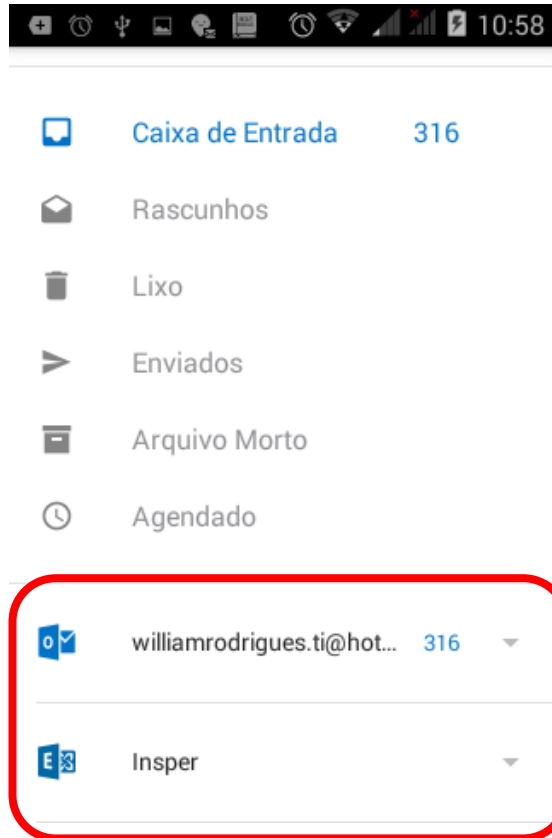 10:58
Caixa de Entrada 316
Rascunhos
Lixo
Enviados
Arquivo Morto
Agendado
williamrodrigues.ti@hot... 316
Insper